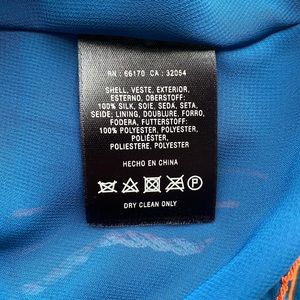 RN : 66170 CA : 32054
SHELL, VESTE, EXTERIOR,
ESTERNO, OBERSTOFF:
100% SILK, SOIE, SEDA, SETA,
SEIDE: LINING, DOUBLURE, FORRO,
FODERA, FUTTERSTOFF:
100% POLYESTER, POLYESTER,
POLIÉSTER,
POLIESTERE, POLYESTER
HECHO EN CHINA
P
DRY CLEAN ONLY